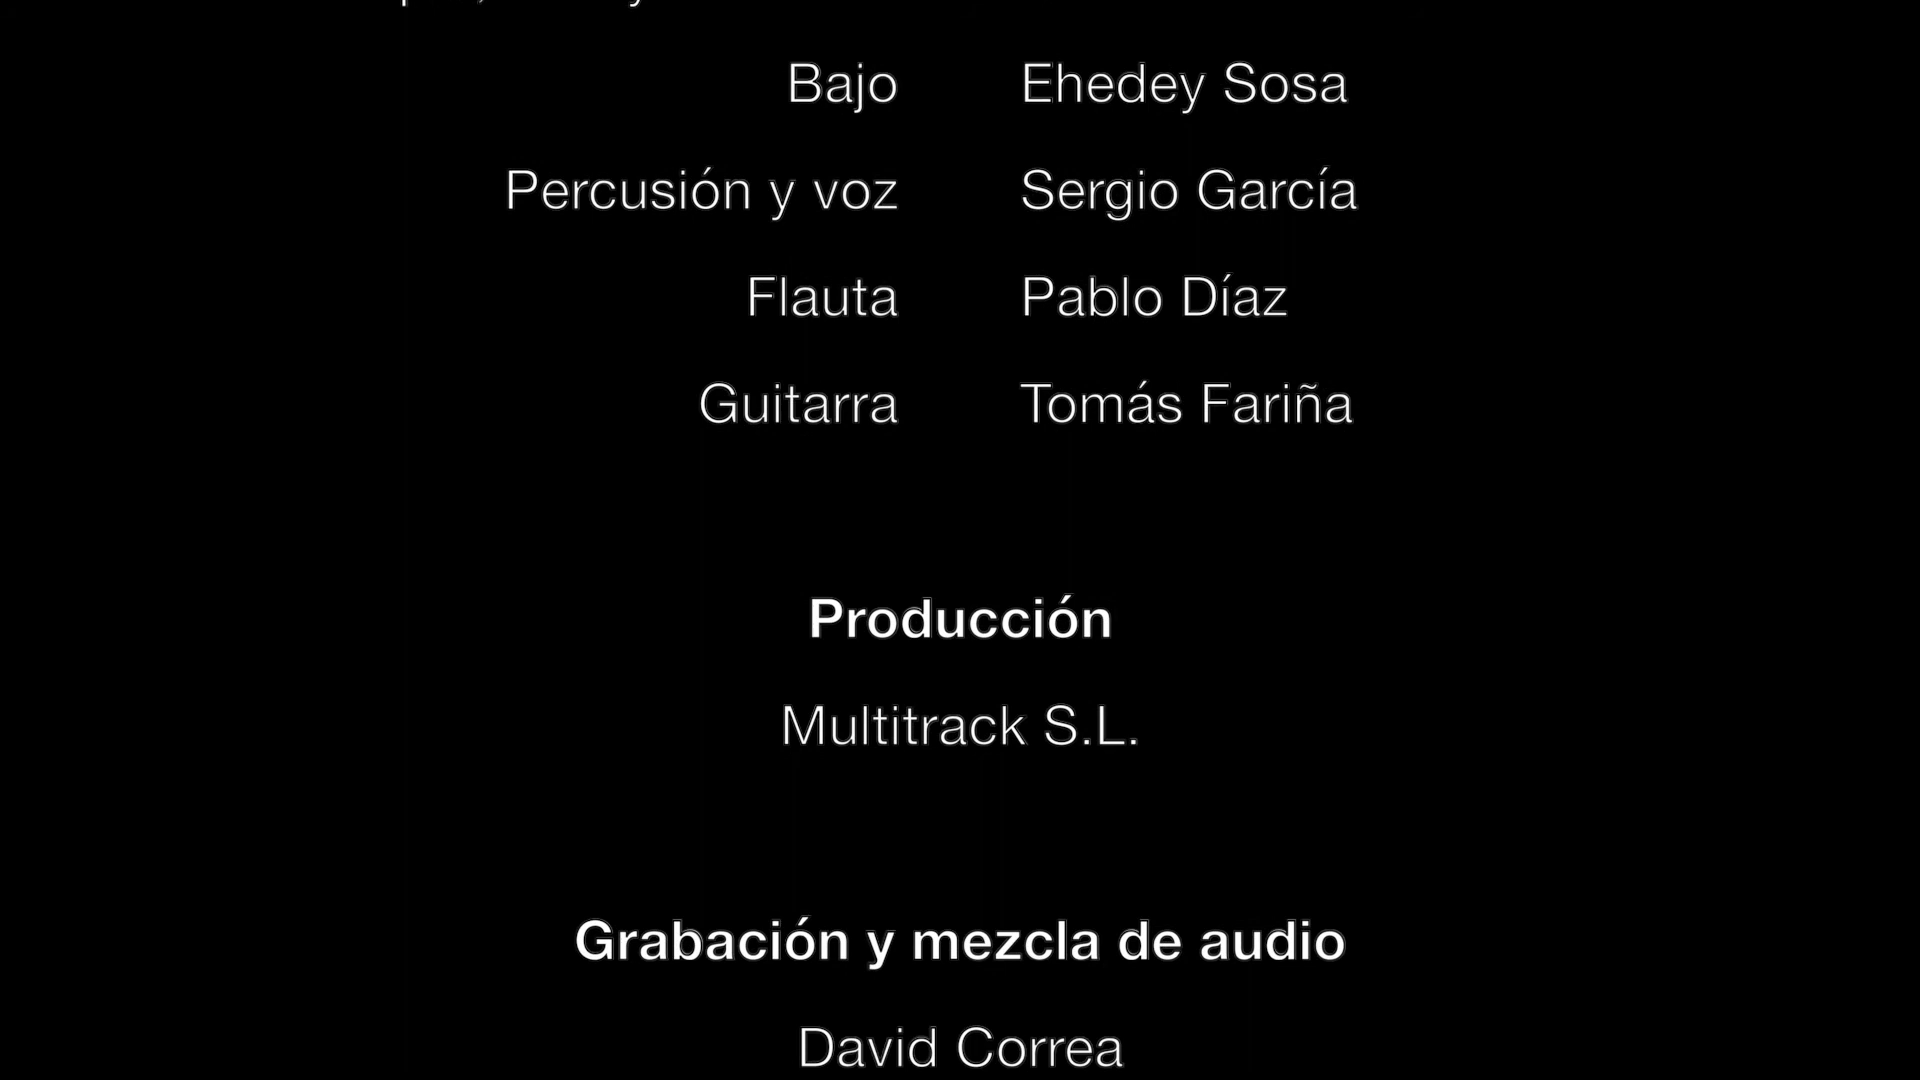 Bajo Ehedey Sosa
Percusión y voz Sergio García
Flauta Pablo Díaz
Guitarra Tomás Fariña
Producción
Multitrack S.L.
Grabación y mezcla de audio
David Correa